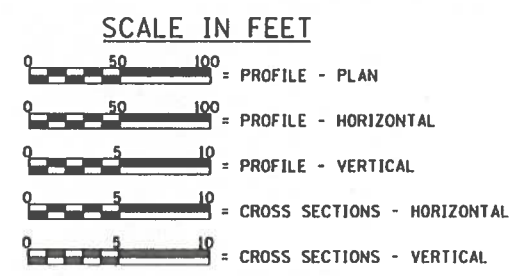 SCALE IN FEET
0 50 100 = PROFILE - PLAN
0 50 100 = PROFILE - HORIZONTAL
0 5 10 = PROFILE - VERTICAL
0 5 10 = CROSS SECTIONS - HORIZONTAL
0 5 10 = CROSS SECTIONS - VERTICAL